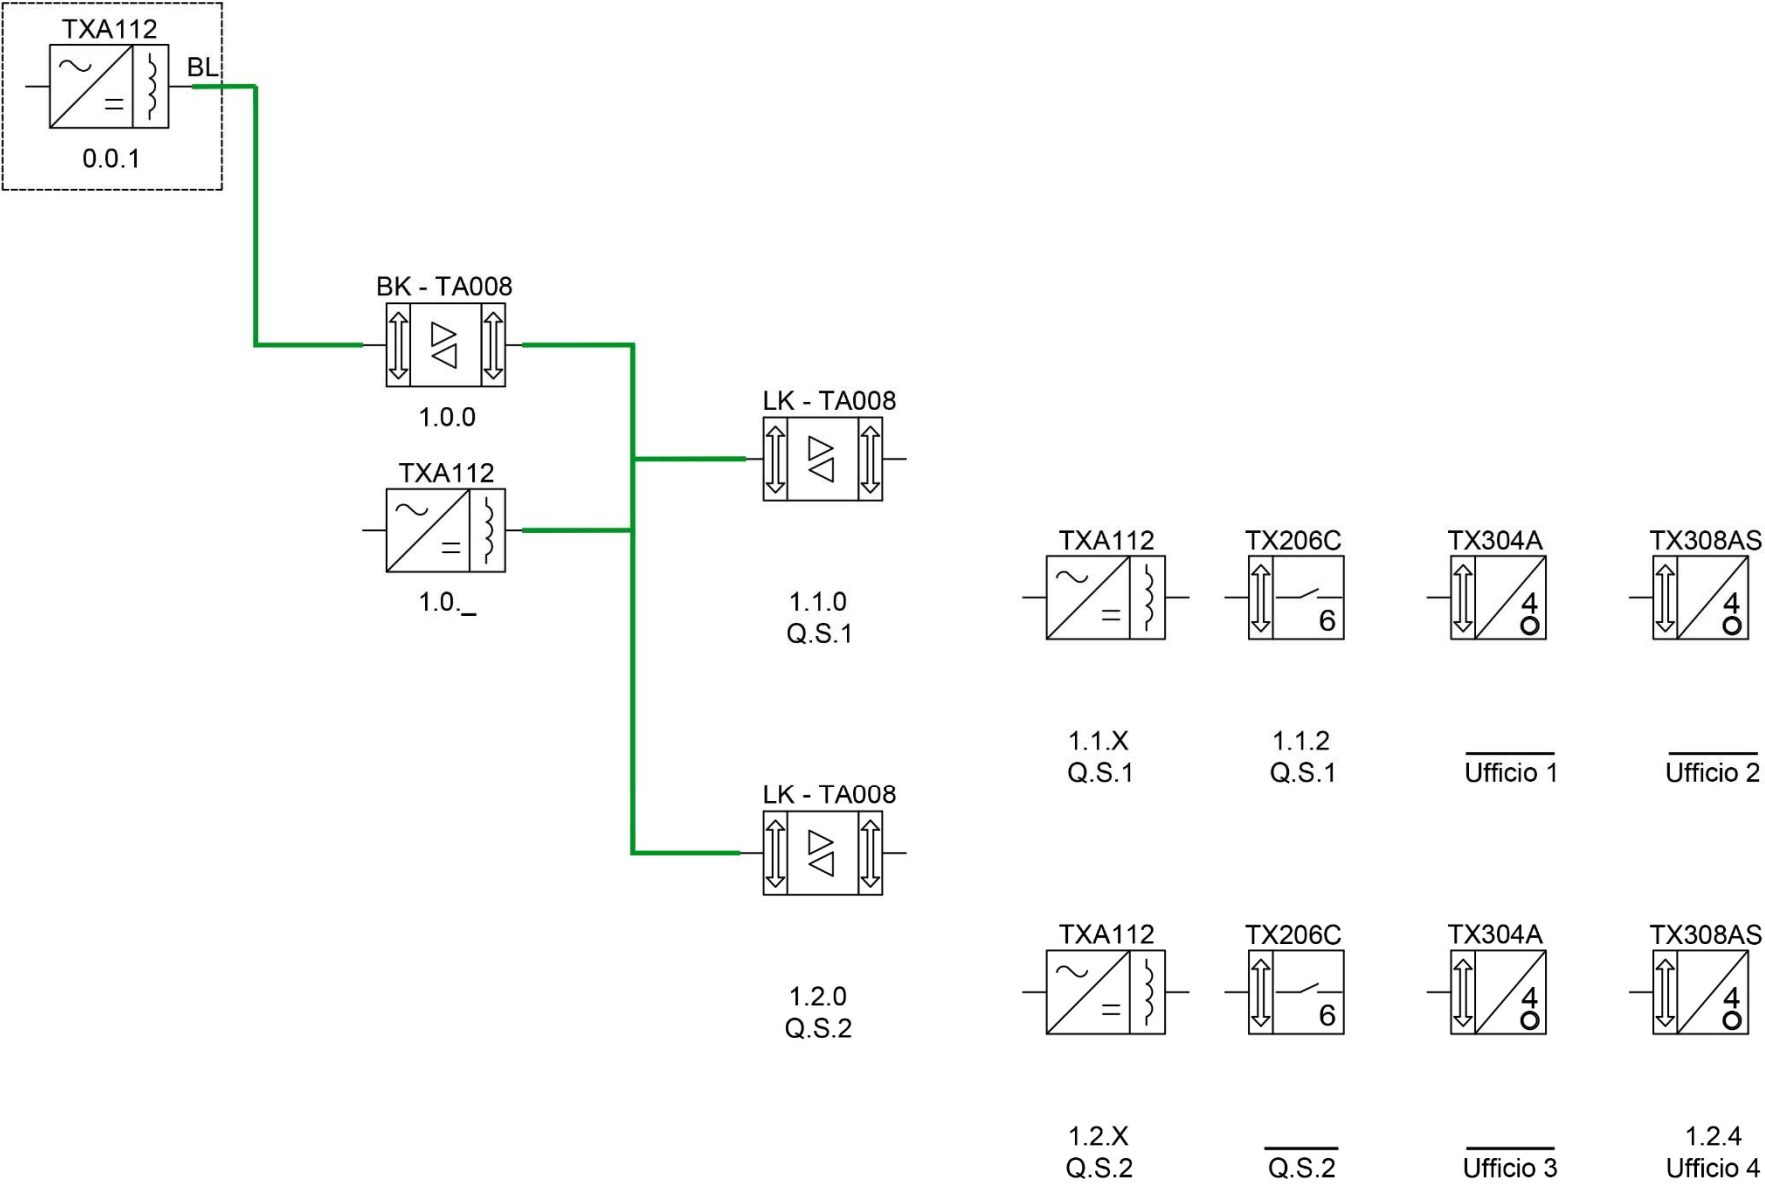 TXA112
BL
0.0.1
BK - TA008
1.0.0
TXA112
1.0._
LK - TA008
1.1.0
Q.S.1
TXA112
6
TX206C
4
TX304A
4
TX308AS
1.1.X
Q.S.1
1.1.2
Q.S.1
Ufficio 1
Ufficio 2
LK - TA008
1.2.0
Q.S.2
TXA112
TX206C
6
TX304A
4
TX308AS
4
1.2.X
Q.S.2
Q.S.2
Ufficio 3
1.2.4
Ufficio 4